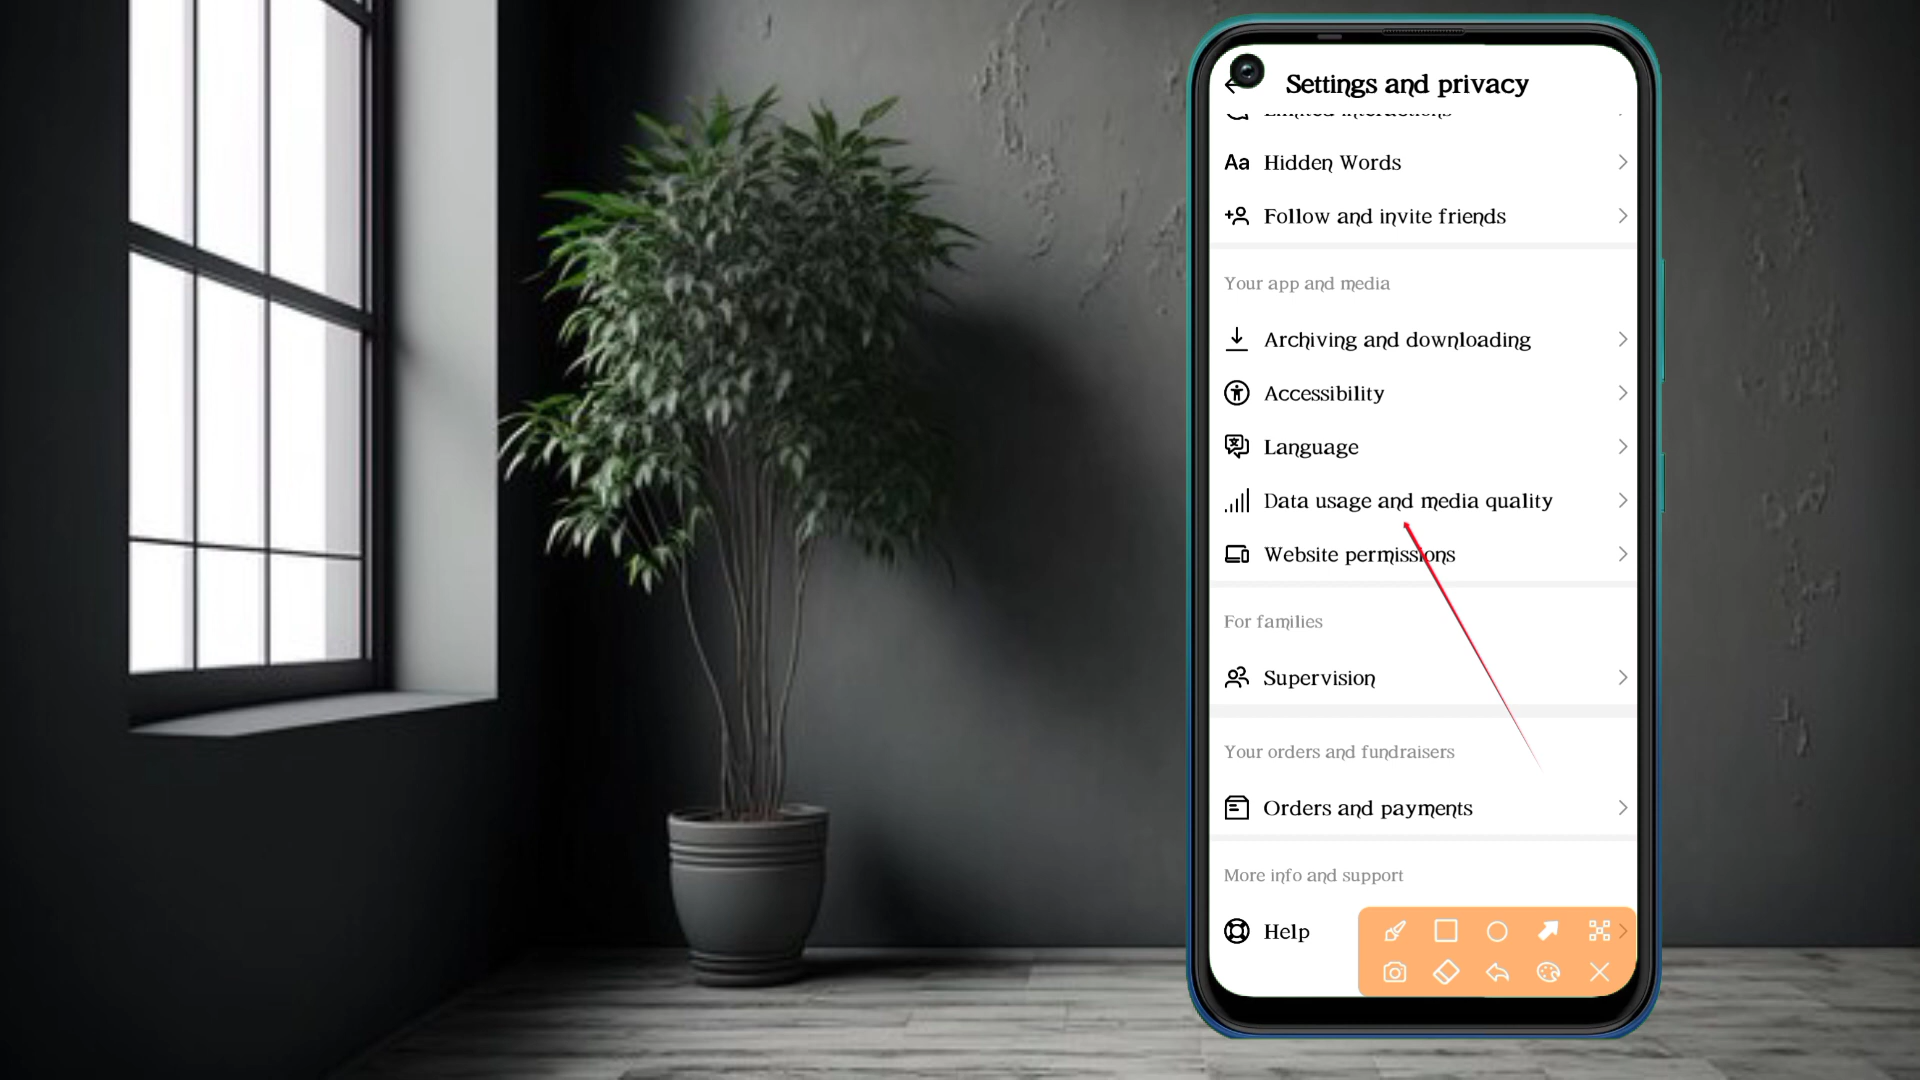 Settings and privacy
Limited interactions
Aa Hidden Words
Follow and invite friends
Your app and media
Archiving and downloading
Accessibility
Language
Data usage and media quality
Website permissions
For families
Supervision
Your orders and fundraisers
Orders and payments
More info and support
Help